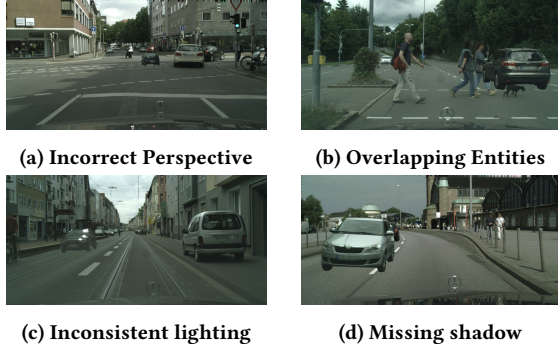 (a) Incorrect Perspective
(b) Overlapping Entities
(c) Inconsistent lighting
(d) Missing shadow